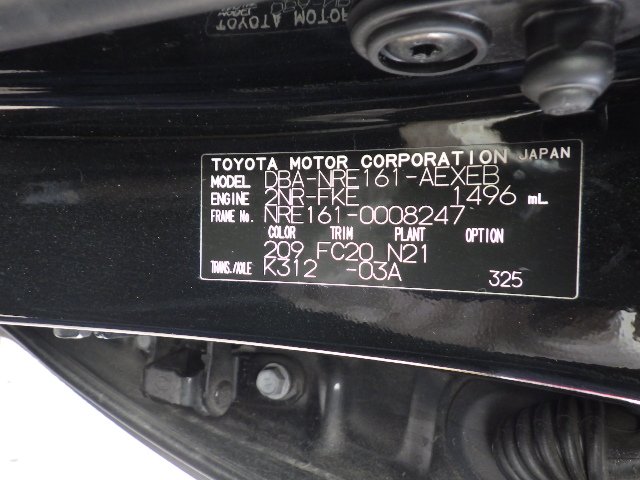 TOYOTA MOTOR CORPORATION JAPAN
MODEL DBA-NRE161-AEXEB
ENGINE 2NR-FKE 1496 mL
FRAME No. NRE161-0008247
COLOR TRIM PLANT OPTION
209 FC20 N21
TRANS./AXLE K312 -03A
325